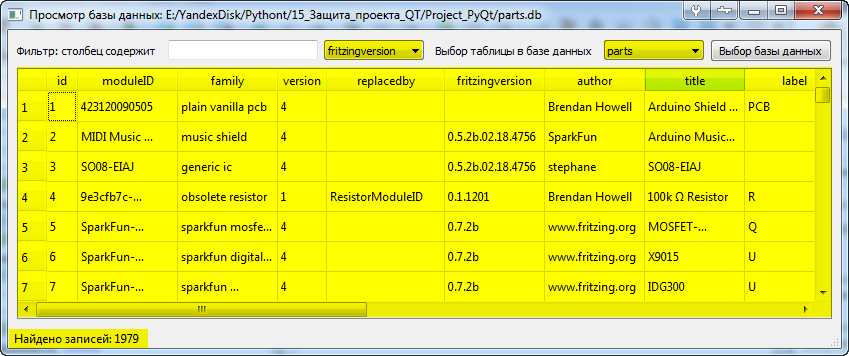 Просмотр базы данных: E:/YandexDisk/Pythont/15_Защита_проекта_QT/Project_PyQt/parts.db
Фильтр: столбец содержит fritzingversion Выбор таблицы в базе данных parts Выбор базы данных
id moduleID family version replacedby fritzingversion author title label
1 1 423120090505 plain vanilla pcb 4 Brendan Howell Arduino Shield ... PCB
2 2 MIDI Music ... music shield 4 0.5.2b.02.18.4756 SparkFun Arduino Music...
3 3 SO08-EIAJ generic ic 4 0.5.2b.02.18.4756 stephane SO08-EIAJ
4 4 9e3cfb7c-... obsolete resistor 1 ResistorModuleID 0.1.1201 Brendan Howell 100k Ω Resistor R
5 5 SparkFun-... sparkfun mosfe... 4 0.7.2b www.fritzing.org MOSFET-... Q
6 6 SparkFun-... sparkfun digital... 4 0.7.2b www.fritzing.org X9015 U
7 7 SparkFun-... sparkfun ... 4 0.7.2b www.fritzing.org IDG300 U
Найдено записей: 1979